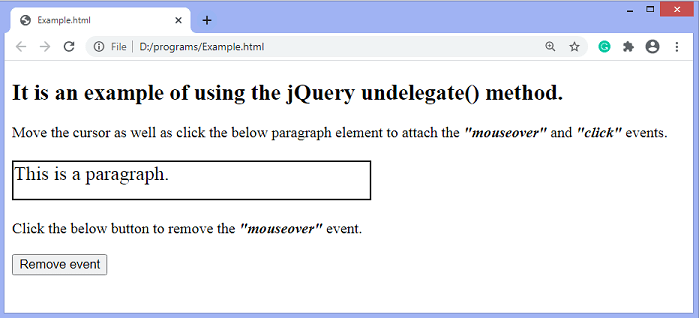 Example.html
File
D:/programs/Example.html
It is an example of using the jQuery undelegate() method.
Move the cursor as well as click the below paragraph element to attach the "mouseover" and "click" events.
This is a paragraph.
Click the below button to remove the "mouseover" event.
Remove event